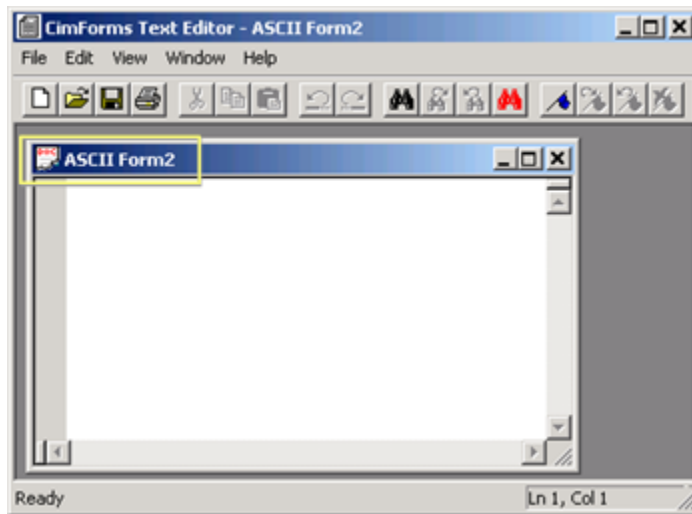 CimForms Text Editor - ASCII Form2
File Edit View Window Help
ASCII Form2
Ready Ln 1, Col 1